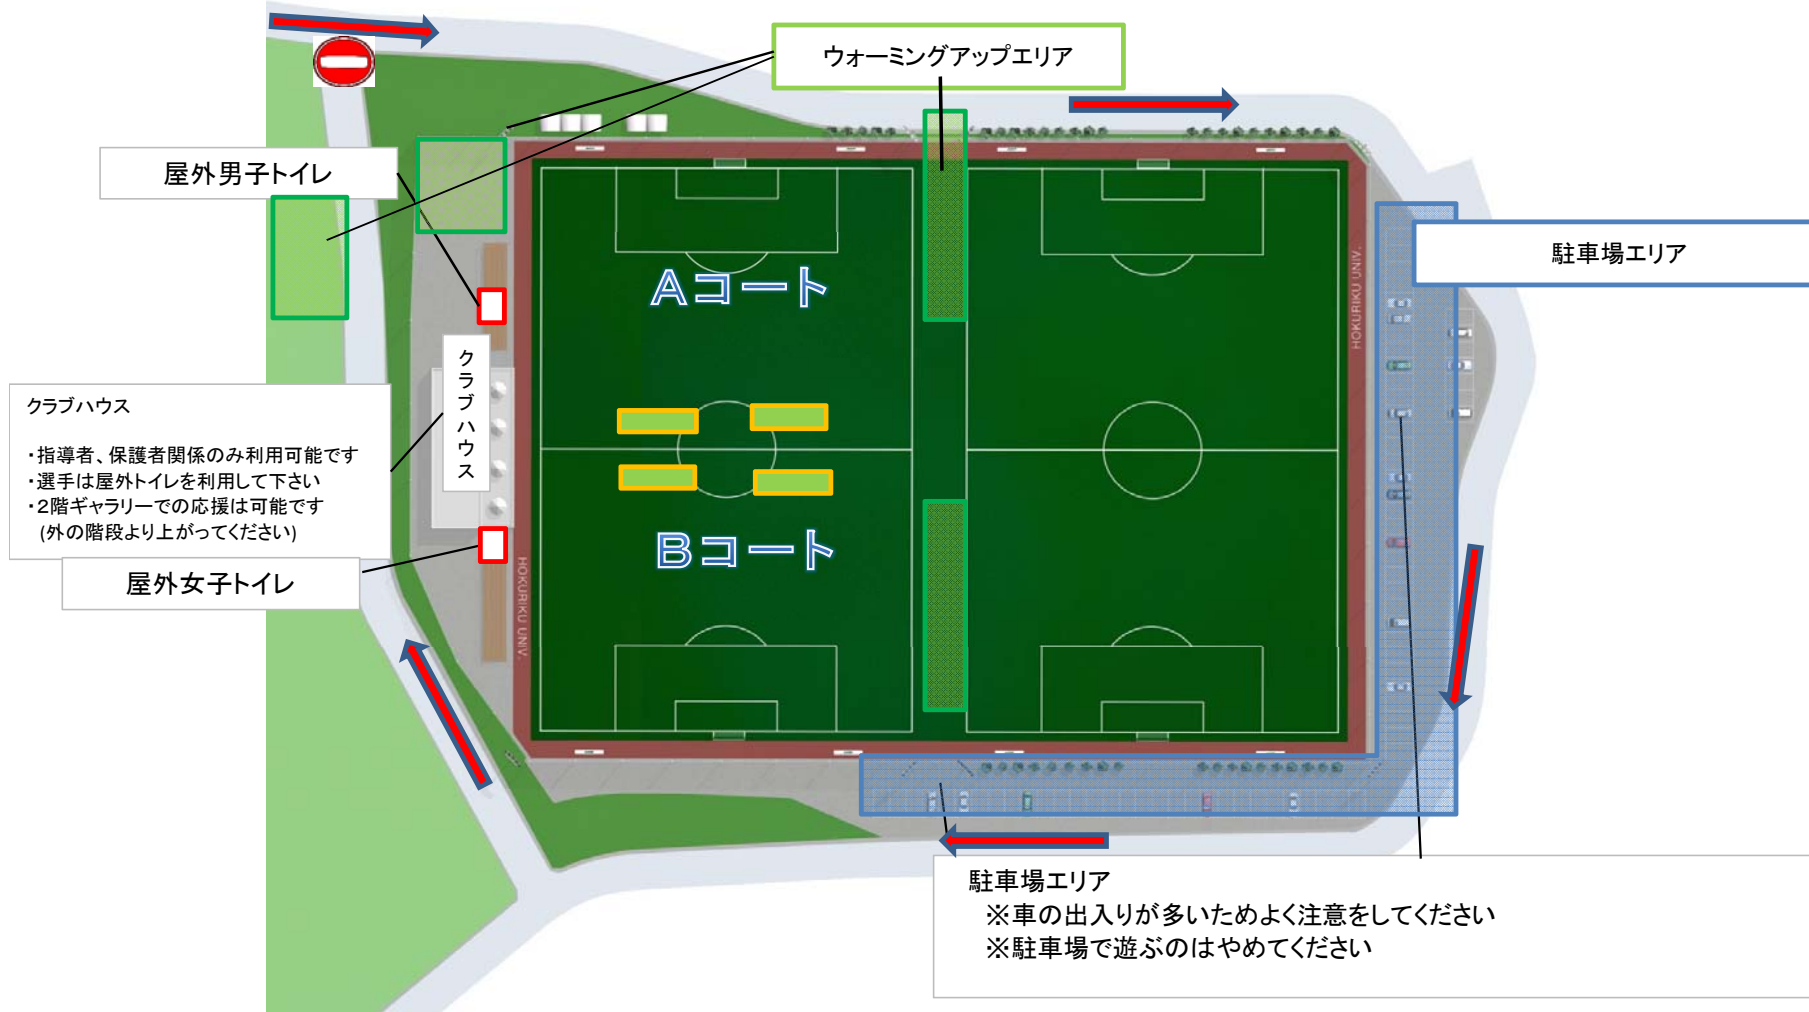 ウォーミングアップエリア
屋外男子トイレ
駐車場エリア
HOKURIKU UNIV.
Aコート
クラブハウス
クラブハウス
・指導者、保護者関係のみ利用可能です
・選手は屋外トイレを利用して下さい
・2階ギャラリーでの応援は可能です
(外の階段より上がってください)
Bコート
屋外女子トイレ
HOKURIKU UNIV.
駐車場エリア
※車の出入りが多いためよく注意をしてください
※駐車場で遊ぶのはやめてください